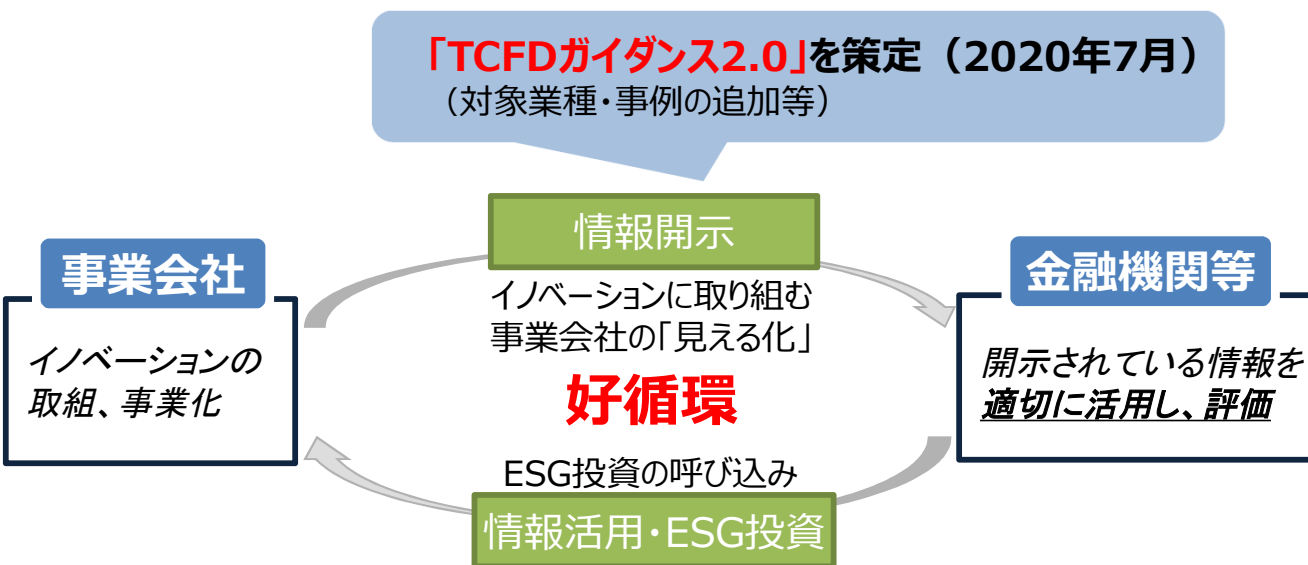 「TCFDガイダンス2.0」を策定（2020年7月）
（対象業種・事例の追加等）
情報開示
事業会社
金融機関等
イノベーションに取り組む
事業会社の「見える化」
イノベーションの
取組、事業化
開示されている情報を
適切に活用し、評価
好循環
ESG投資の呼び込み
情報活用・ESG投資